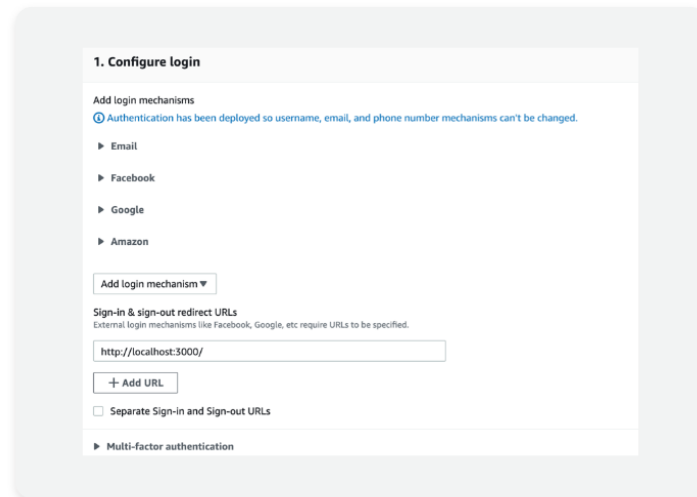 1. Configure login
Add login mechanisms
Authentication has been deployed so username, email, and phone number mechanisms can't be changed.
Email
Facebook
Google
Amazon
Add login mechanism
Sign-in & sign-out redirect URLs
External login mechanisms like Facebook, Google, etc require URLs to be specified.
http://localhost:3000/
+ Add URL
Separate Sign-in and Sign-out URLs
Multi-factor authentication